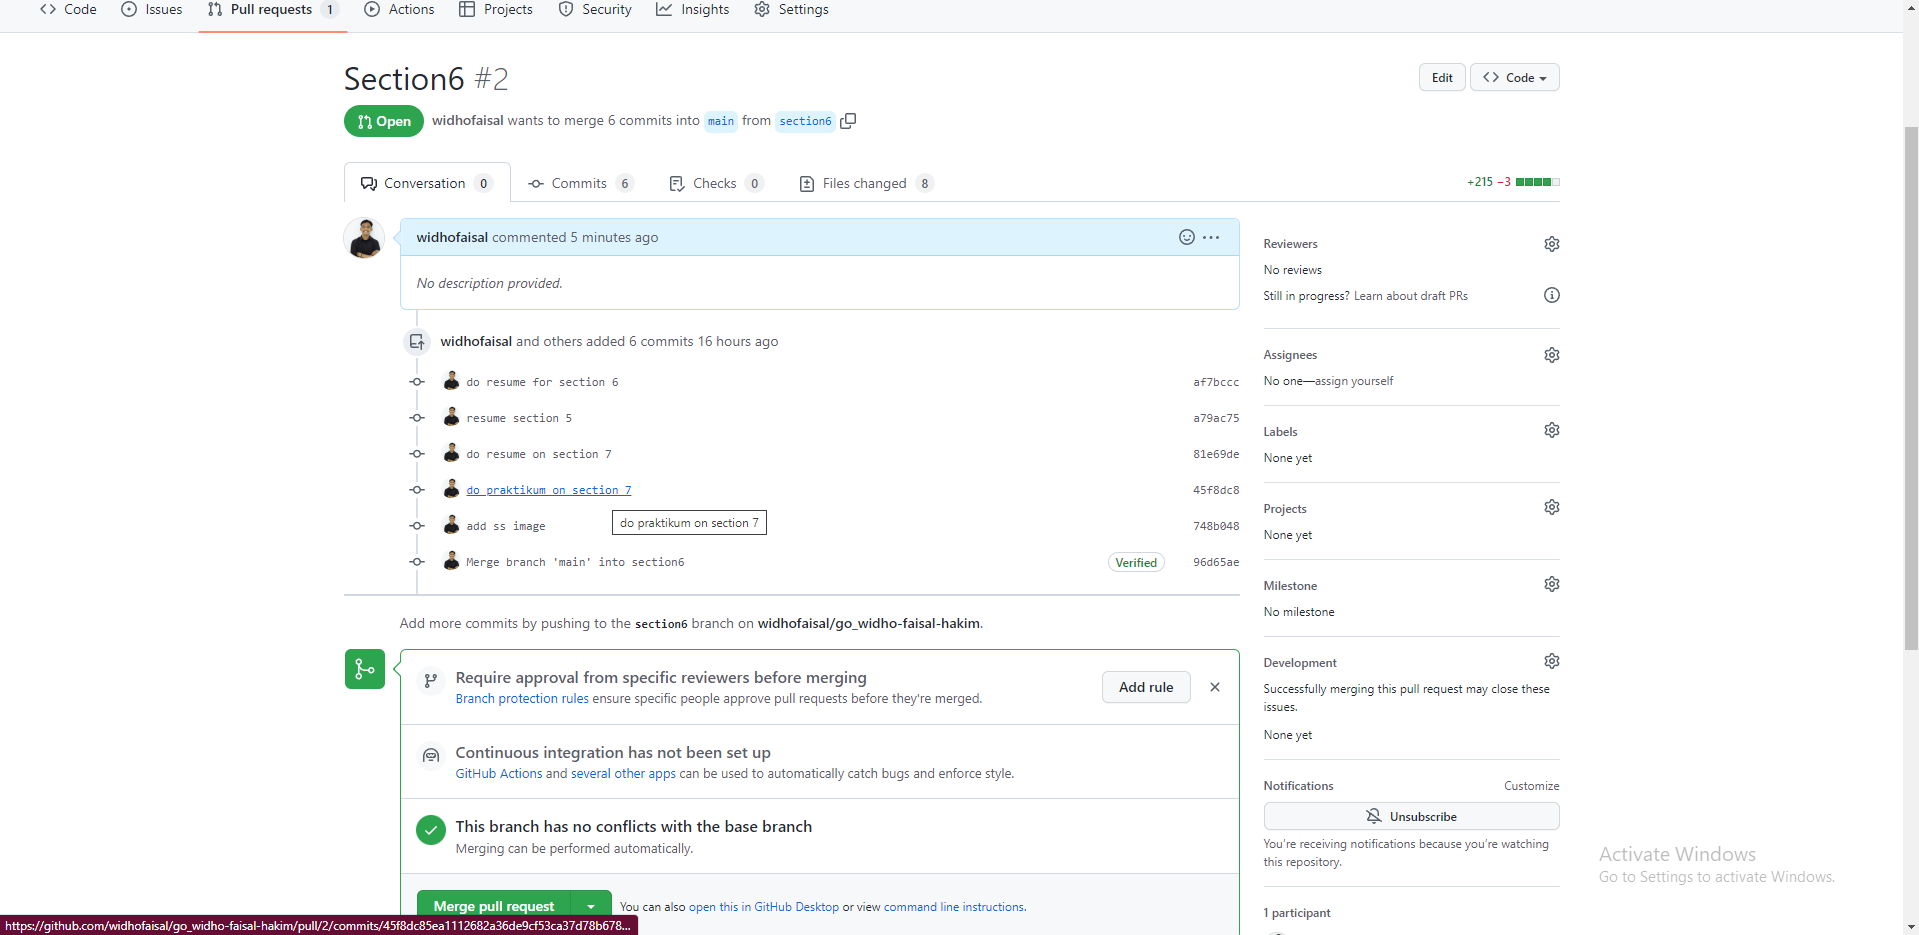 Code Issues Pull requests 1 Actions Projects Security Insights Settings
Section6 #2
Edit Code
Open widhofaisal wants to merge 6 commits into main from section6
Conversation 0 Commits 6 Checks 0 Files changed 8
+215 −3
widhofaisal commented 5 minutes ago
No description provided.
widhofaisal and others added 6 commits 16 hours ago
do resume for section 6 af7bccc
resume section 5 a79ac75
do resume on section 7 81e69de
do praktikum on section 7 45f8dc8
do praktikum on section 7
add ss image 748b048
Merge branch 'main' into section6 Verified 96d65ae
Add more commits by pushing to the section6 branch on widhofaisal/go_widho-faisal-hakim.
Require approval from specific reviewers before merging
Branch protection rules ensure specific people approve pull requests before they're merged.
Add rule
Continuous integration has not been set up
GitHub Actions and several other apps can be used to automatically catch bugs and enforce style.
This branch has no conflicts with the base branch
Merging can be performed automatically.
Merge pull request You can also open this in GitHub Desktop or view command line instructions.
Reviewers
No reviews
Still in progress? Learn about draft PRs
Assignees
No one—assign yourself
Labels
None yet
Projects
None yet
Milestone
No milestone
Development
Successfully merging this pull request may close these
issues.
None yet
Notifications Customize
Unsubscribe
You're receiving notifications because you're watching
this repository.
1 participant
Activate Windows
Go to Settings to activate Windows.
https://github.com/widhofaisal/go_widho-faisal-hakim/pull/2/commits/45f8dc85ea1112682a36de9cf53ca37d78b678...